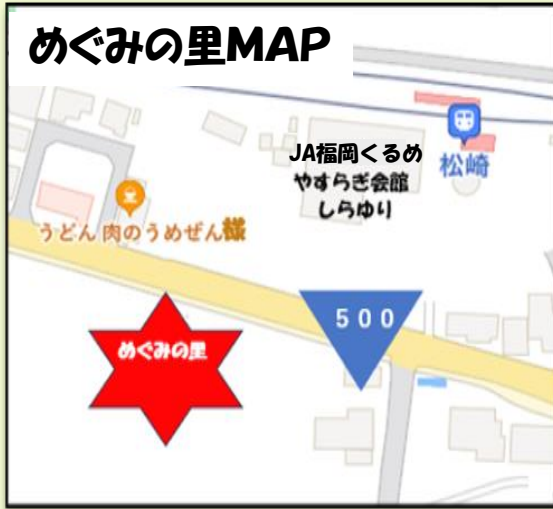 めぐみの里MAP
JA福岡くるめ
やすらぎ会館
しらゆり
松崎
うどん 肉のうめぜん様
500
めぐみの里